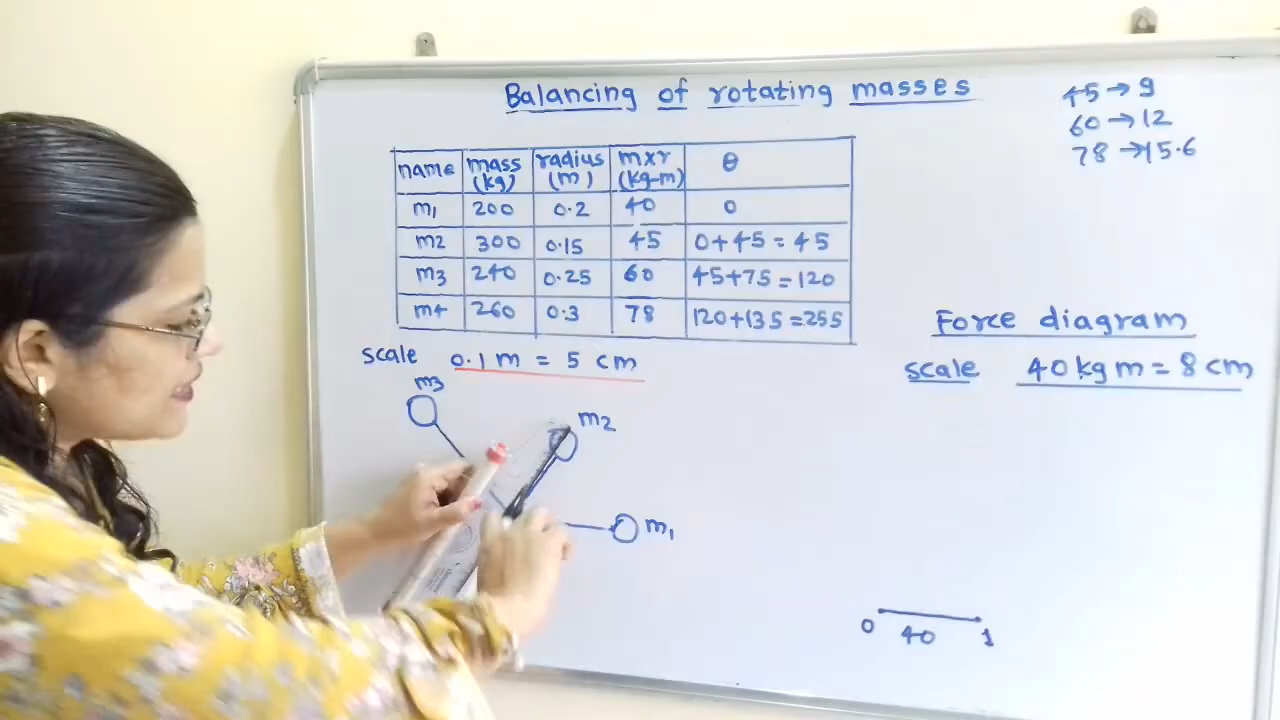 Balancing of rotating masses
45 → 9
60 → 12
78 → 15.6
name mass (kg) radius (m) m×r (kg-m) θ
m1 200 0.2 40 0
m2 300 0.15 45 0+45 = 45
m3 240 0.25 60 45+75 = 120
m4 260 0.3 78 120+135 = 255
scale 0.1 m = 5 cm
Force diagram
scale 40 kg m = 8 cm
m3
m2
m1
0 40 1